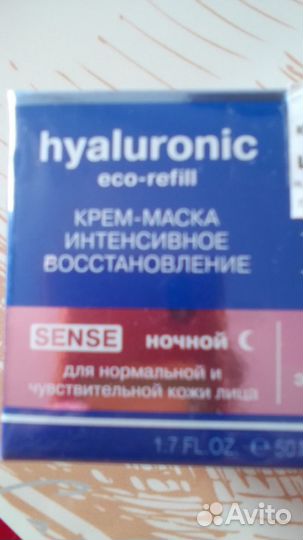 hyaluronic
eco-refill
КРЕМ-МАСКА
ИНТЕНСИВНОЕ
ВОССТАНОВЛЕНИЕ
SENSE НОЧНОЙ
для нормальной и
чувствительной кожи лица
1.7 FL.OZ. ℮ 50
Avito